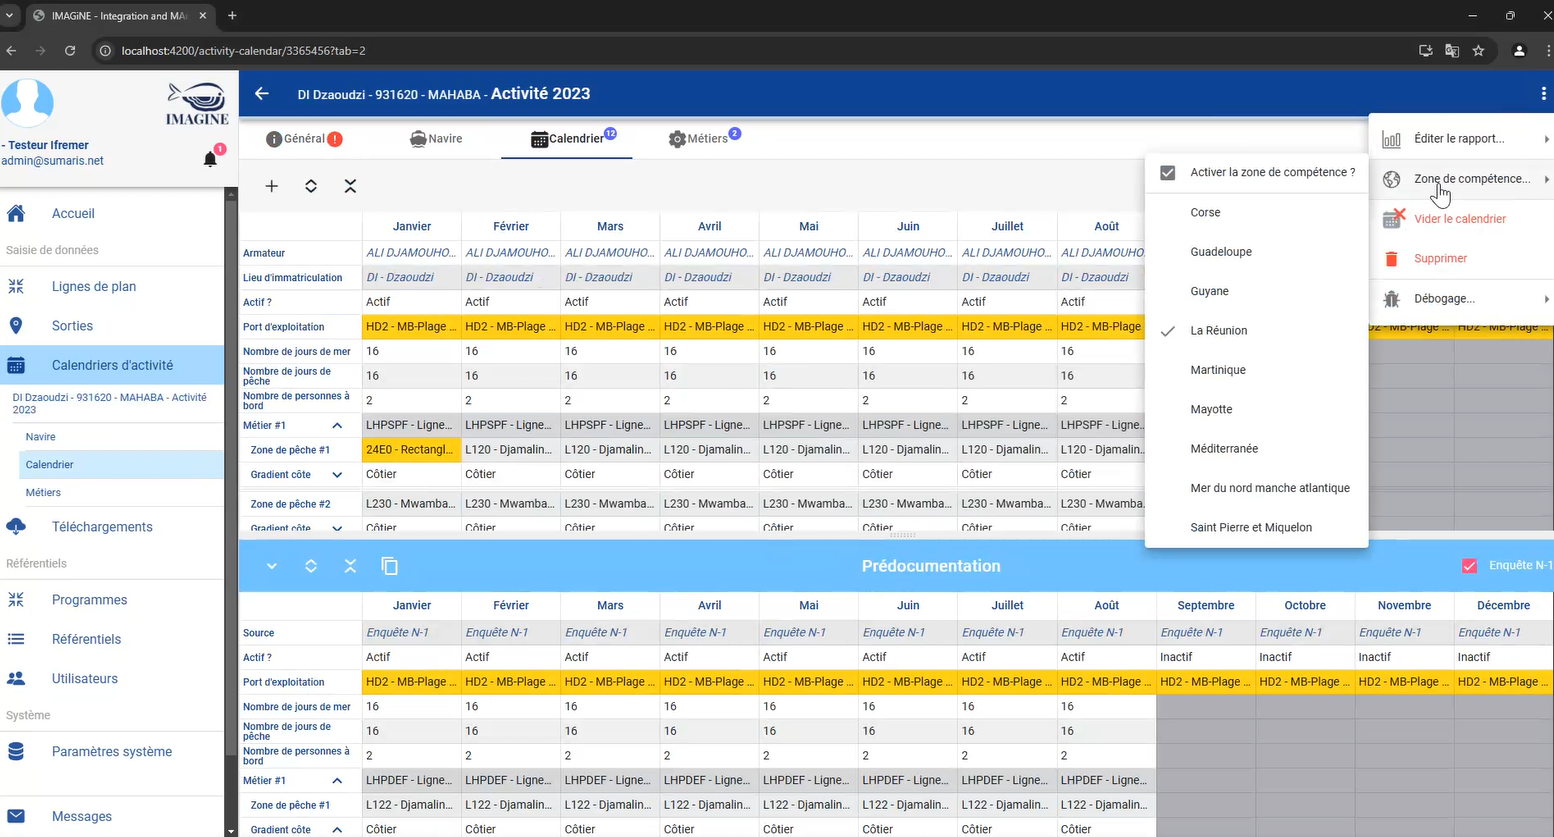 IMAGiNE - Integration and MA
localhost:4200/activity-calendar/3365456?tab=2
IMAGINE
- Testeur Ifremer
admin@sumaris.net
1
Accueil
Saisie de données
Lignes de plan
Sorties
Calendriers d'activité
DI Dzaoudzi - 931620 - MAHABA - Activité
2023
Navire
Calendrier
Métiers
Téléchargements
Référentiels
Programmes
Référentiels
Utilisateurs
Système
Paramètres système
Messages
DI Dzaoudzi - 931620 - MAHABA - Activité 2023
Général
Navire
Calendrier 12
Métiers 2
Éditer le rapport...
Zone de compétence...
Vider le calendrier
Supprimer
Débogage...
Activer la zone de compétence ?
Corse
Guadeloupe
Guyane
La Réunion
Martinique
Mayotte
Méditerranée
Mer du nord manche atlantique
Saint Pierre et Miquelon
Janvier Février Mars Avril Mai Juin Juillet Août
Armateur ALI DJAMOUHO... ALI DJAMOUHO... ALI DJAMOUHO... ALI DJAMOUHO... ALI DJAMOUHO... ALI DJAMOUHO... ALI DJAMOUHO... ALI DJAMOUHO
Lieu d'immatriculation DI - Dzaoudzi DI - Dzaoudzi DI - Dzaoudzi DI - Dzaoudzi DI - Dzaoudzi DI - Dzaoudzi DI - Dzaoudzi DI - Dzaoudzi
Actif ? Actif Actif Actif Actif Actif Actif Actif Actif
Port d'exploitation HD2 - MB-Plage ... HD2 - MB-Plage ... HD2 - MB-Plage ... HD2 - MB-Plage ... HD2 - MB-Plage ... HD2 - MB-Plage ... HD2 - MB-Plage ... HD2 - MB-Plage HD2 - MB-Plage ... HD2 - MB-Plage ...
Nombre de jours de mer 16 16 16 16 16 16 16 16
Nombre de jours de
pêche 16 16 16 16 16 16 16 16
Nombre de personnes à
bord 2 2 2 2 2 2 2 2
Métier #1 LHPSPF - Ligne... LHPSPF - Ligne... LHPSPF - Ligne... LHPSPF - Ligne... LHPSPF - Ligne... LHPSPF - Ligne... LHPSPF - Ligne... LHPSPF - Ligne...
Zone de pêche #1 24E0 - Rectangl... L120 - Djamalin... L120 - Djamalin... L120 - Djamalin... L120 - Djamalin... L120 - Djamalin... L120 - Djamalin... L120 - Djamalin...
Gradient côte Côtier Côtier Côtier Côtier Côtier Côtier Côtier Côtier
Zone de pêche #2 L230 - Mwamba... L230 - Mwamba... L230 - Mwamba... L230 - Mwamba... L230 - Mwamba... L230 - Mwamba... L230 - Mwamba... L230 - Mwamba.
Gradient côte Côtier Côtier Côtier Côtier Côtier Côtier Côtier Côtier
Prédocumentation
Enquête N-1
Janvier Février Mars Avril Mai Juin Juillet Août Septembre Octobre Novembre Décembre
Source Enquête N-1 Enquête N-1 Enquête N-1 Enquête N-1 Enquête N-1 Enquête N-1 Enquête N-1 Enquête N-1 Enquête N-1 Enquête N-1 Enquête N-1 Enquête N-1
Actif ? Actif Actif Actif Actif Actif Actif Actif Actif Inactif Inactif Inactif Inactif
Port d'exploitation HD2 - MB-Plage ... HD2 - MB-Plage ... HD2 - MB-Plage ... HD2 - MB-Plage ... HD2 - MB-Plage ... HD2 - MB-Plage ... HD2 - MB-Plage ... HD2 - MB-Plage ... HD2 - MB-Plage ... HD2 - MB-Plage ... HD2 - MB-Plage ... HD2 - MB-Plage ...
Nombre de jours de mer 16 16 16 16 16 16 16 16
Nombre de jours de
pêche 16 16 16 16 16 16 16 16
Nombre de personnes à
bord 2 2 2 2 2 2 2 2
Métier #1 LHPDEF - Ligne... LHPDEF - Ligne... LHPDEF - Ligne... LHPDEF - Ligne... LHPDEF - Ligne... LHPDEF - Ligne... LHPDEF - Ligne... LHPDEF - Ligne...
Zone de pêche #1 L122 - Djamalin... L122 - Djamalin... L122 - Djamalin... L122 - Djamalin... L122 - Djamalin... L122 - Djamalin... L122 - Djamalin... L122 - Djamalin...
Gradient côte Côtier Côtier Côtier Côtier Côtier Côtier Côtier Côtier